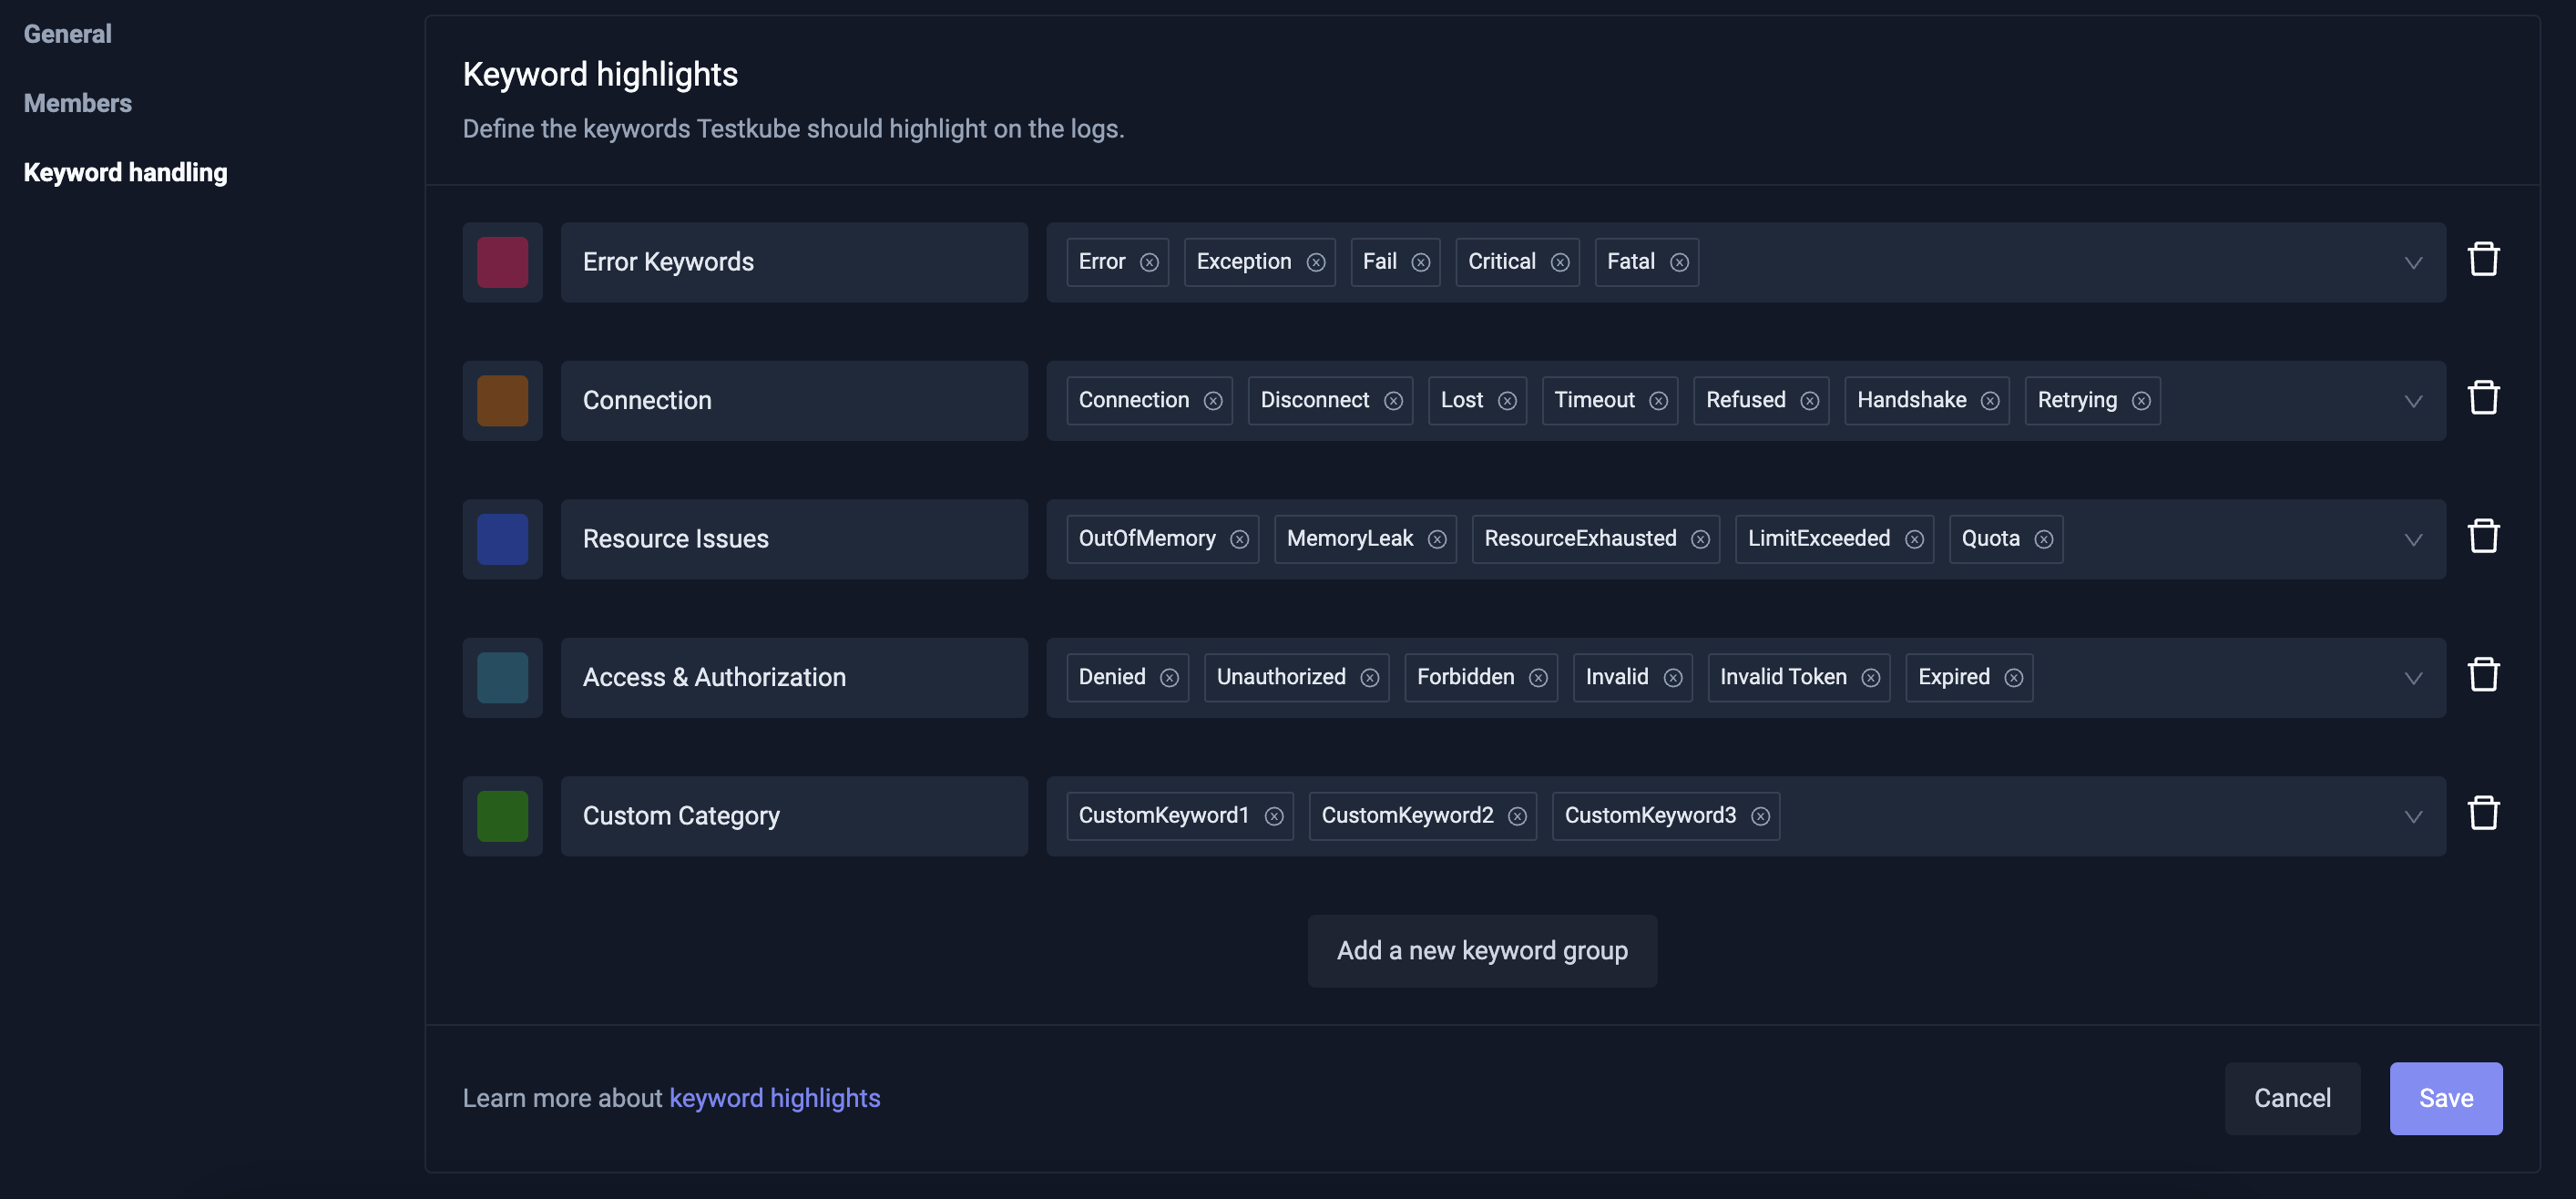 General
Members
Keyword handling
Keyword highlights
Define the keywords Testkube should highlight on the logs.
Error Keywords Error Exception Fail Critical Fatal
Connection Connection Disconnect Lost Timeout Refused Handshake Retrying
Resource Issues OutOfMemory MemoryLeak ResourceExhausted LimitExceeded Quota
Access & Authorization Denied Unauthorized Forbidden Invalid Invalid Token Expired
Custom Category CustomKeyword1 CustomKeyword2 CustomKeyword3
Add a new keyword group
Learn more about keyword highlights
Cancel Save